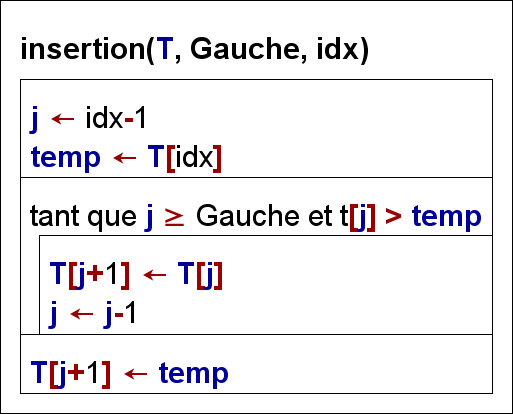 insertion(T, Gauche, idx)
j ← idx-1
temp ← T[idx]
tant que j ≥ Gauche et t[j] > temp
T[j+1] ← T[j]
j ← j-1
T[j+1] ← temp